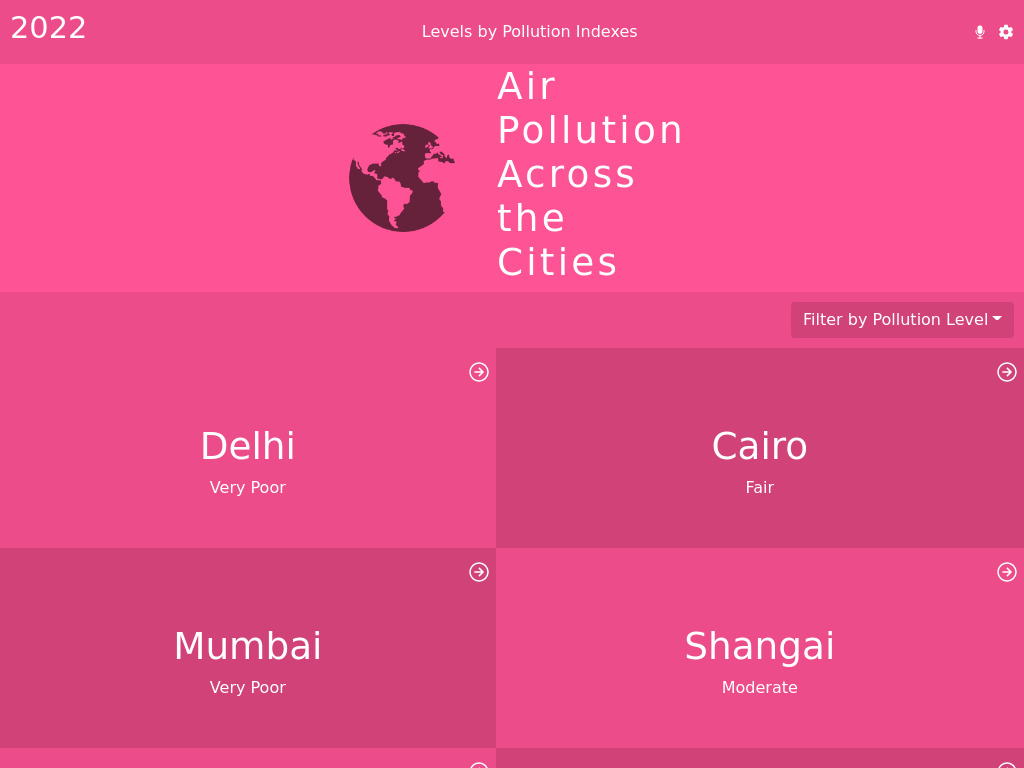 2022
Levels by Pollution Indexes
Air
Pollution
Across
the
Cities
Filter by Pollution Level
Delhi
Very Poor
Cairo
Fair
Mumbai
Very Poor
Shangai
Moderate